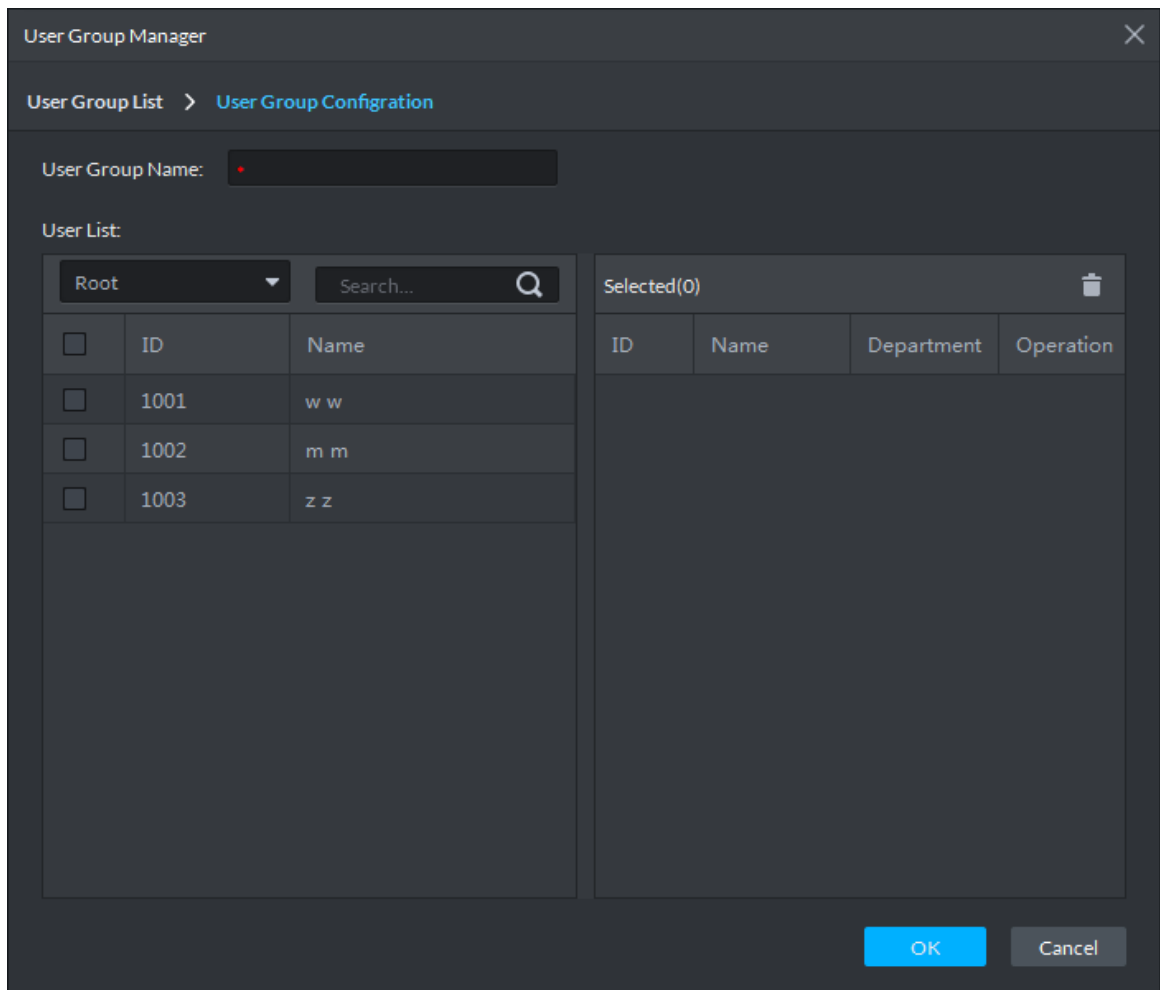 User Group Manager
User Group List > User Group Configration
User Group Name:
User List:
Root Search... Selected(0)
ID Name ID Name Department Operation
1001 w w
1002 m m
1003 z z
OK Cancel